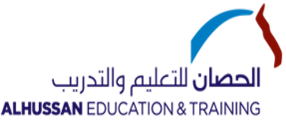 الحصان للتعليم والتدريب
ALHUSSAN EDUCATION & TRAINING